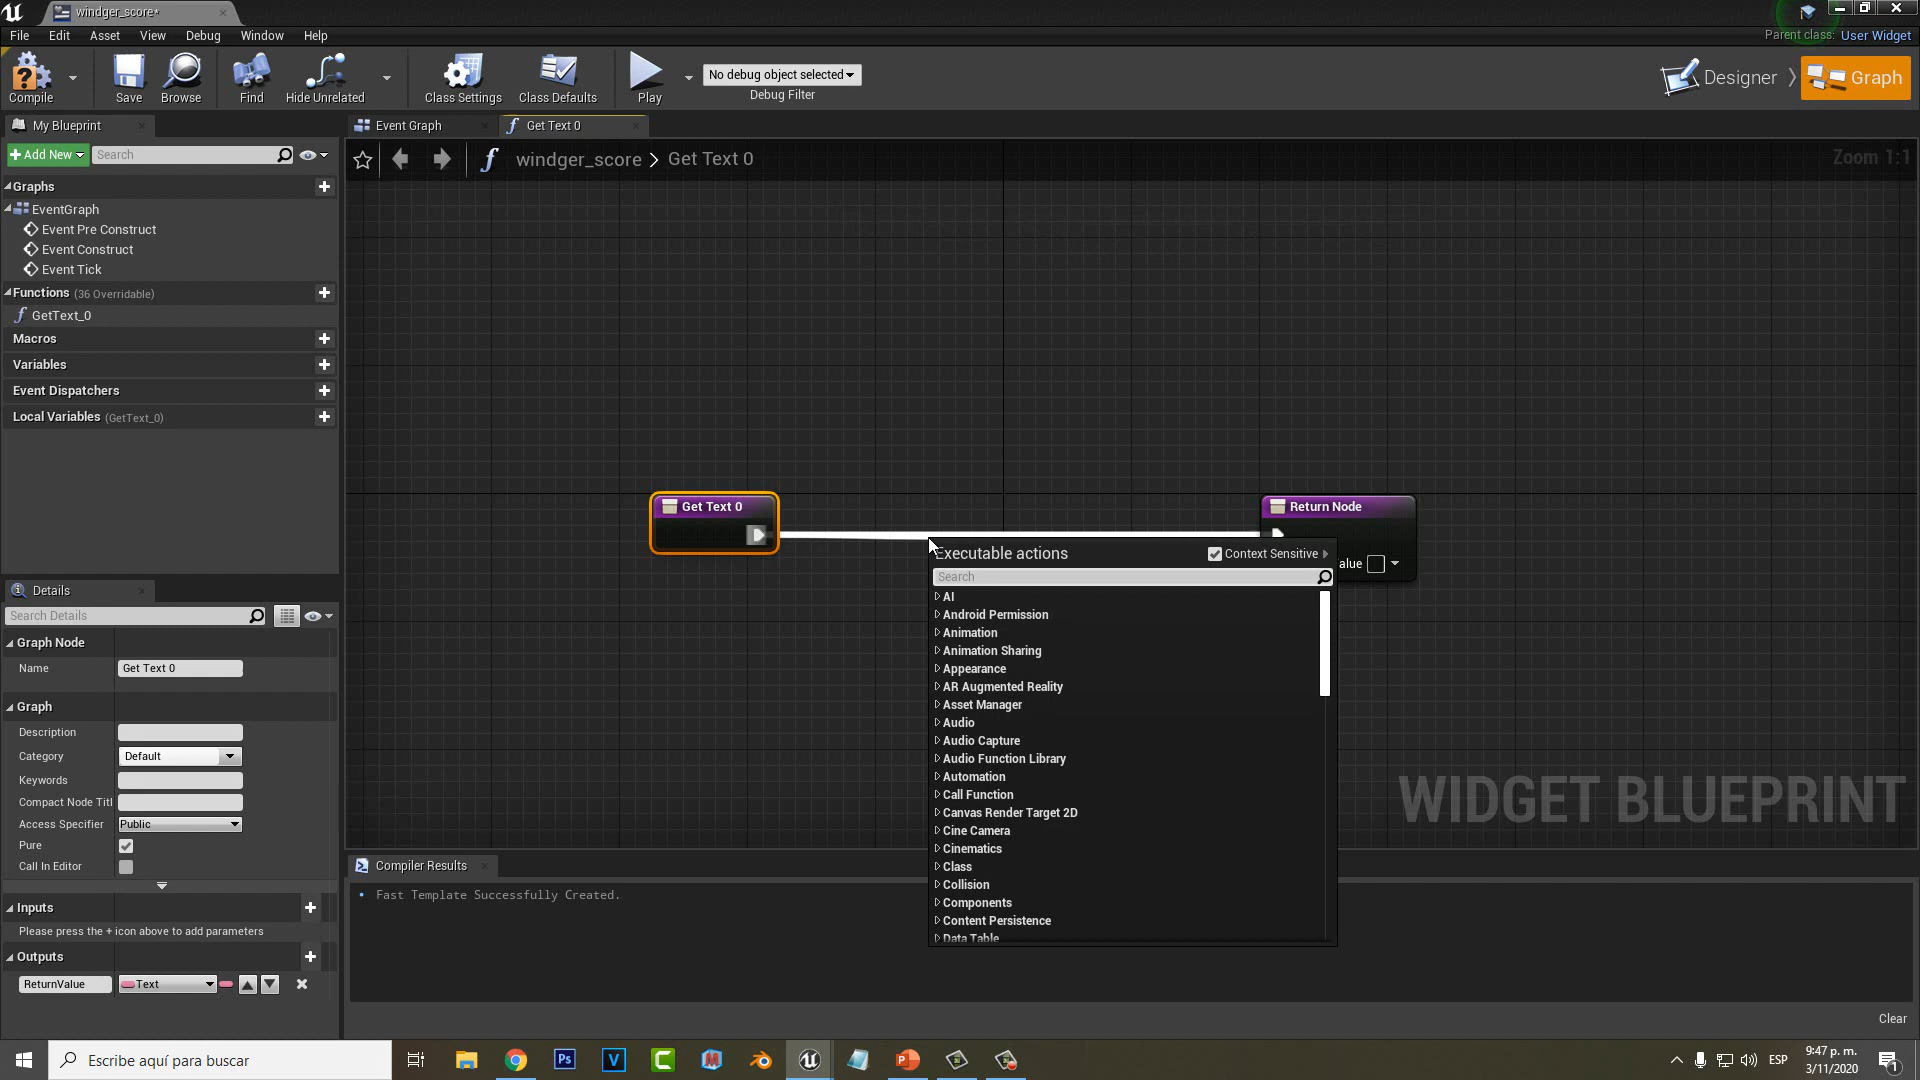 windger_score*
File Edit Asset View Debug Window Help
Parent class: User Widget
Compile Save Browse Find Hide Unrelated Class Settings Class Defaults Play
No debug object selected
Debug Filter
Designer Graph
My Blueprint
Event Graph
Get Text 0
Add New Search
windger_score > Get Text 0
Zoom 1:1
Graphs
EventGraph
Event Pre Construct
Event Construct
Event Tick
Functions (36 Overridable)
GetText_0
Macros
Variables
Event Dispatchers
Local Variables (GetText_0)
Get Text 0
Return Node
alue
Executable actions
Context Sensitive
Search
AI
Android Permission
Animation
Animation Sharing
Appearance
AR Augmented Reality
Asset Manager
Audio
Audio Capture
Audio Function Library
Automation
Call Function
Canvas Render Target 2D
Cine Camera
Cinematics
Class
Collision
Components
Content Persistence
Data Table
WIDGET BLUEPRINT
Details
Search Details
Graph Node
Name Get Text 0
Graph
Description
Category Default
Keywords
Compact Node Titl
Access Specifier Public
Pure
Call In Editor
Inputs
Please press the + icon above to add parameters
Outputs
ReturnValue Text
Compiler Results
Fast Template Successfully Created.
Clear
Escribe aquí para buscar
ESP
9:47 p. m.
3/11/2020
1